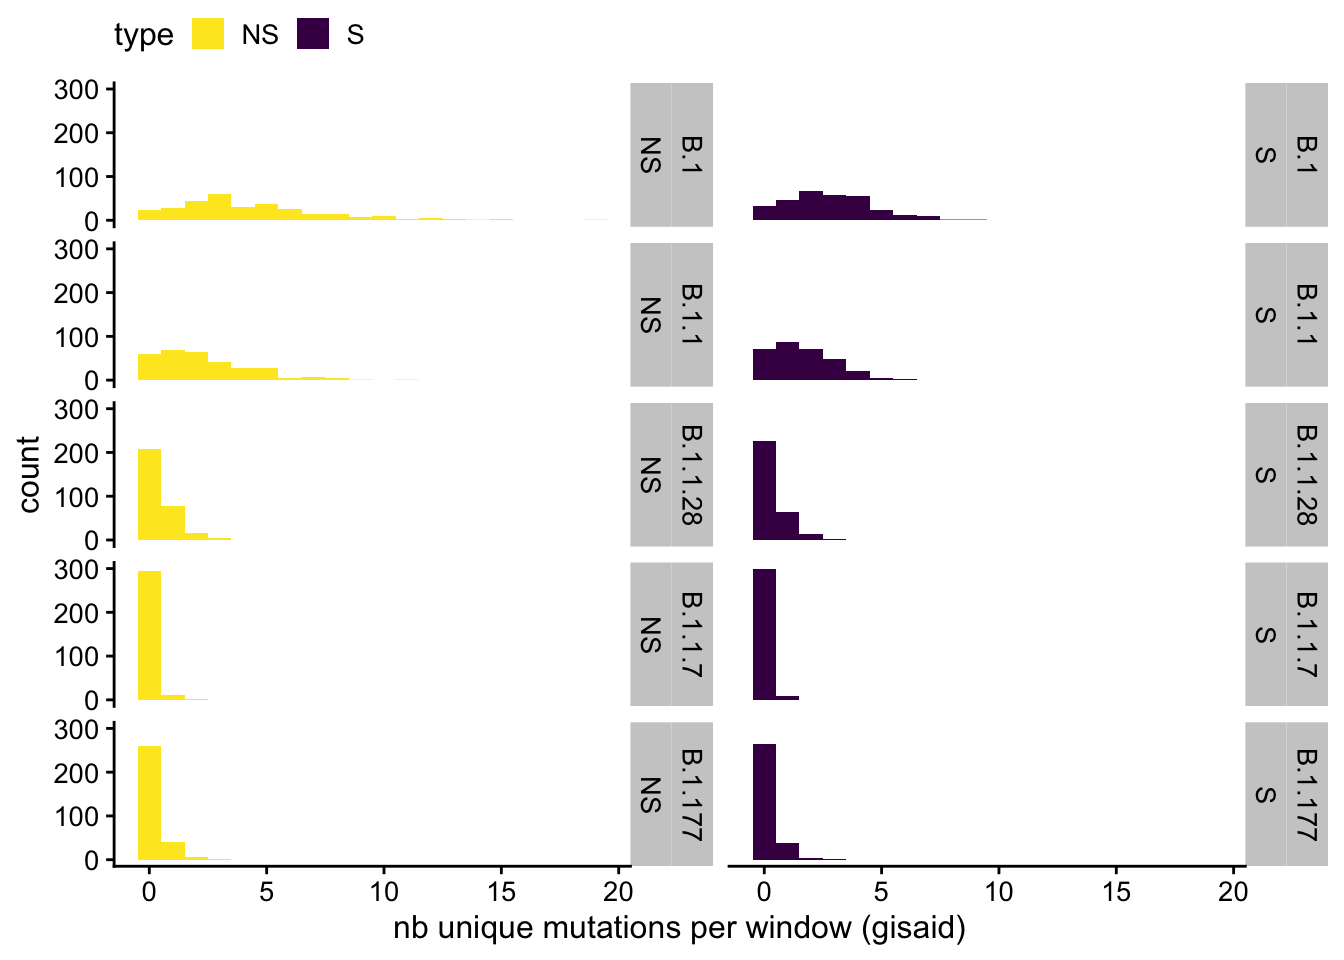 type NS S
300
200
100
0
NS
B.1
S
B.1
300
200
100
0
NS
B.1.1
S
B.1.1
count
300
200
100
0
NS
B.1.1.28
S
B.1.1.28
300
200
100
0
NS
B.1.1.7
S
B.1.1.7
300
200
100
0
NS
B.1.177
S
B.1.177
0 5 10 15 20 0 5 10 15 20
nb unique mutations per window (gisaid)